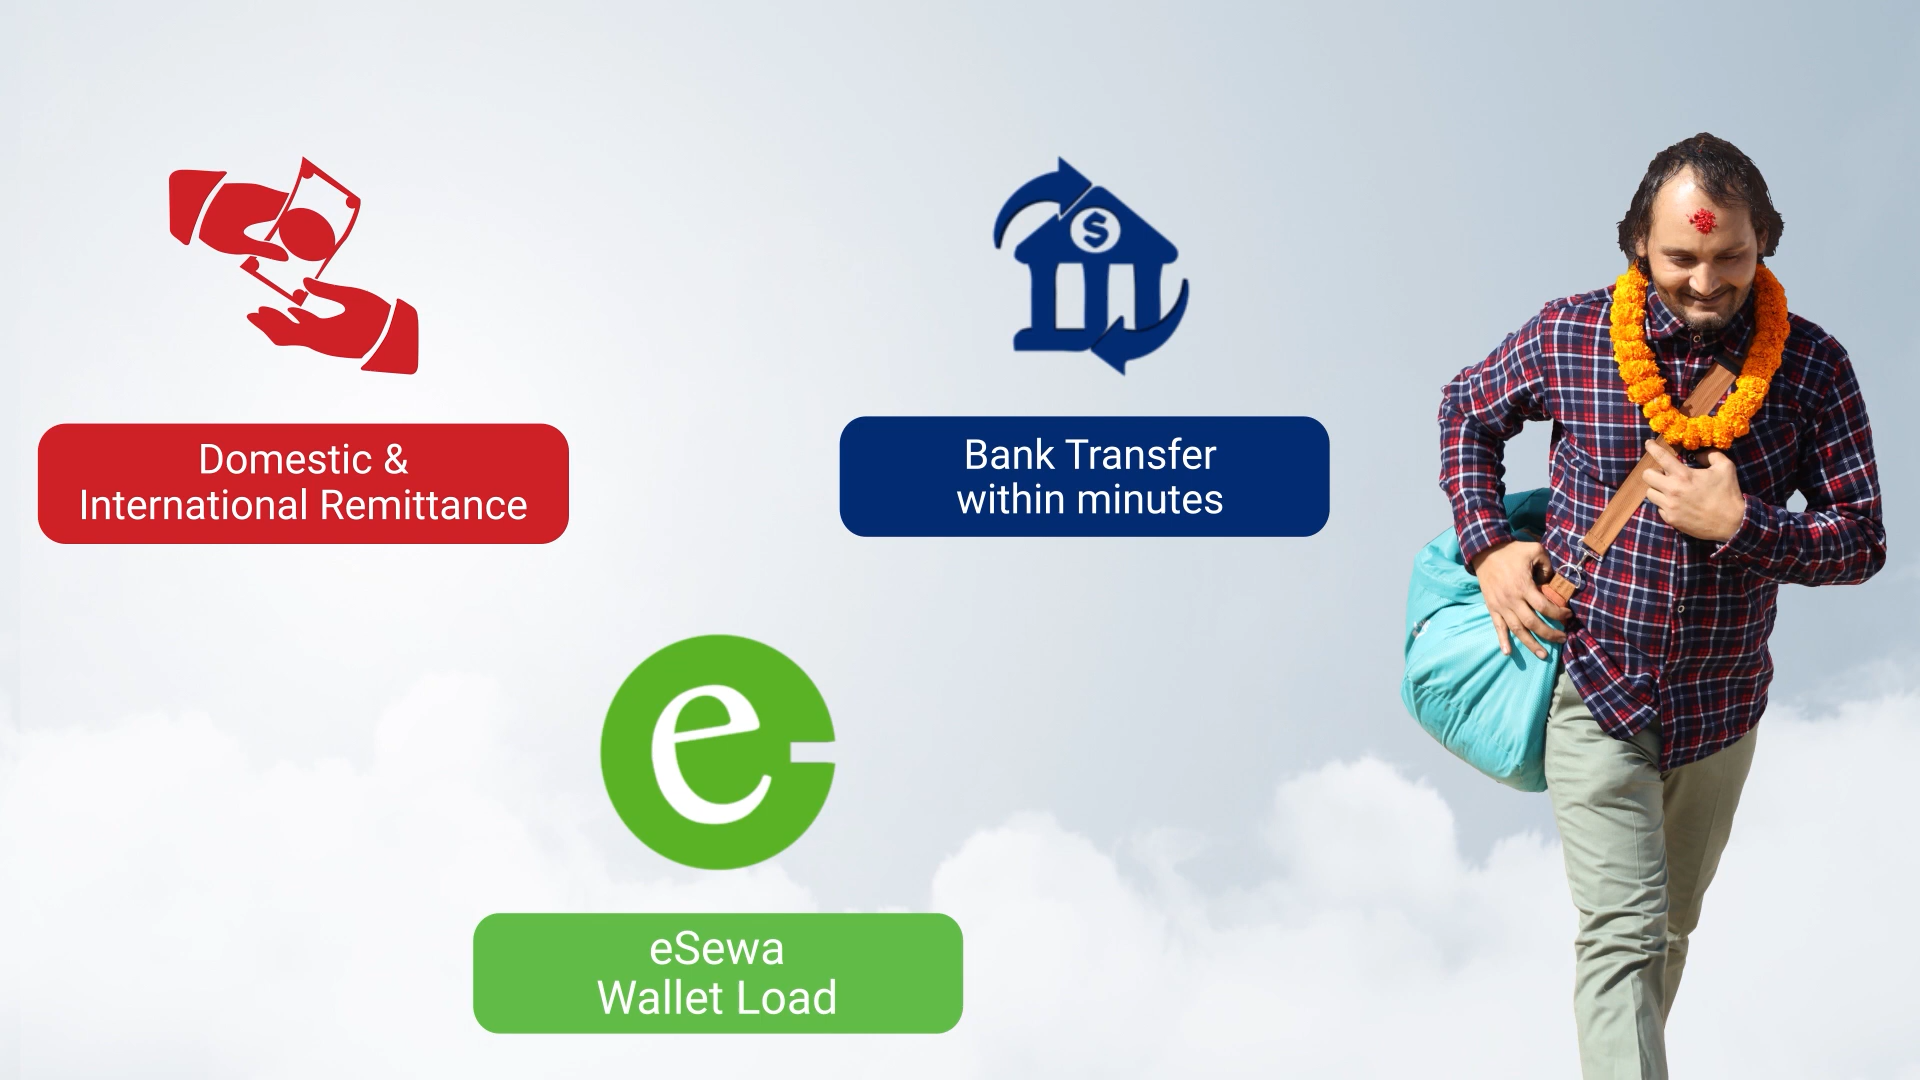 Domestic &
International Remittance
$
Bank Transfer
within minutes
e
eSewa
Wallet Load